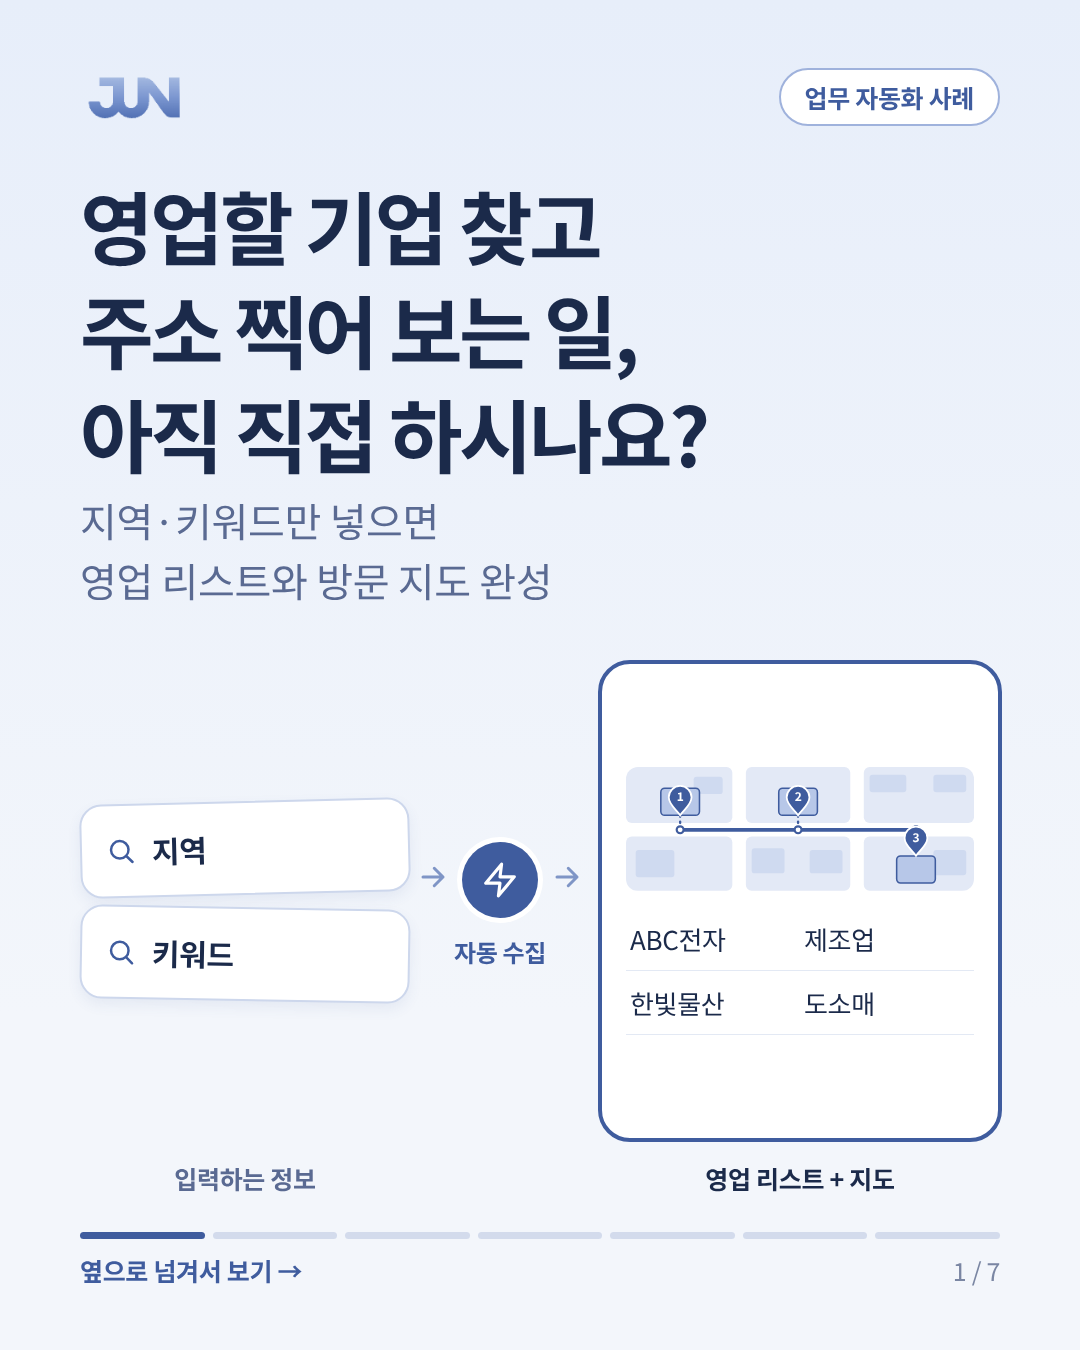 JUN
업무 자동화 사례
영업할 기업 찾고
주소 찍어 보는 일,
아직 직접 하시나요?
지역·키워드만 넣으면
영업 리스트와 방문 지도 완성
지역
키워드
자동 수집
1
2
3
ABC전자 제조업
한빛물산 도소매
입력하는 정보
영업 리스트 + 지도
옆으로 넘겨서 보기 →
1 / 7